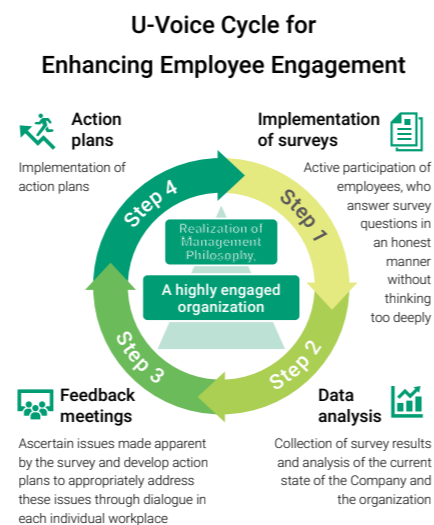 U-Voice Cycle for
Enhancing Employee Engagement
Action
plans
Implementation of
action plans
Implementation
of surveys
Active participation of
employees, who
answer survey
questions in
an honest
manner
without
thinking
too deeply
Step 4
Step 1
Realization of
Management
Philosophy.
A highly engaged
organization
Step 3
Step 2
Feedback
meetings
Ascertain issues made apparent
by the survey and develop action
plans to appropriately address
these issues through dialogue in
each individual workplace
Data
analysis
Collection of survey results
and analysis of the current
state of the Company and
the organization